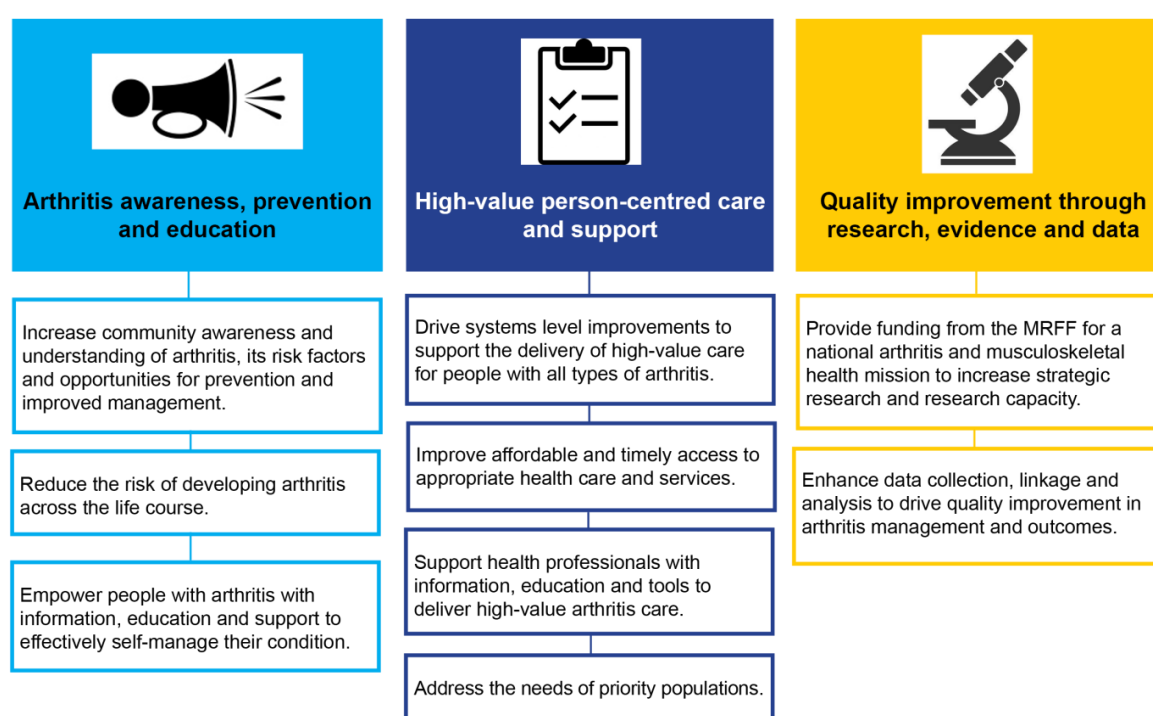 Arthritis awareness, prevention
and education
Increase community awareness and
understanding of arthritis, its risk factors
and opportunities for prevention and
improved management.
Reduce the risk of developing arthritis
across the life course.
Empower people with arthritis with
information, education and support to
effectively self-manage their condition.
High-value person-centred care
and support
Drive systems level improvements to
support the delivery of high-value care
for people with all types of arthritis.
Improve affordable and timely access to
appropriate health care and services.
Support health professionals with
information, education and tools to
deliver high-value arthritis care.
Address the needs of priority populations.
Quality improvement through
research, evidence and data
Provide funding from the MRFF for a
national arthritis and musculoskeletal
health mission to increase strategic
research and research capacity.
Enhance data collection, linkage and
analysis to drive quality improvement in
arthritis management and outcomes.